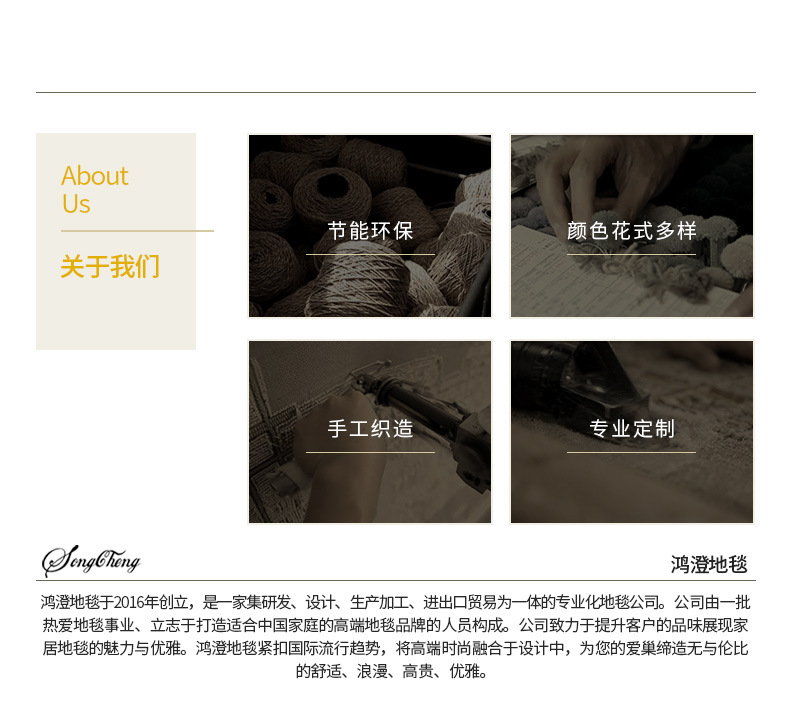 About
Us
关于我们
节能环保
颜色花式多样
手工织造
专业定制
SongCheng
鸿澄地毯
鸿澄地毯于2016年创立，是一家集研发、设计、生产加工、进出口贸易为一体的专业化地毯公司。公司由一批
热爱地毯事业、立志于打造适合中国家庭的高端地毯品牌的人员构成。公司致力于提升客户的品味展现家
居地毯的魅力与优雅。鸿澄地毯紧扣国际流行趋势，将高端时尚融合于设计中，为您的爱巢缔造无与伦比
的舒适、浪漫、高贵、优雅。